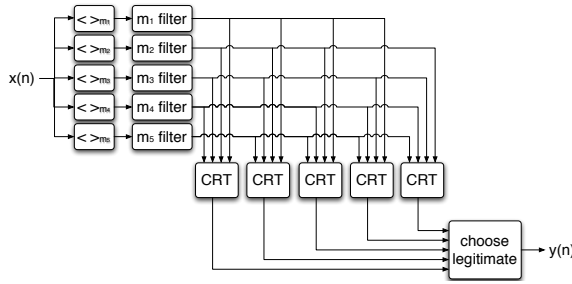 < >m₁ m₁ filter
< >m₂ m₂ filter
x(n) < >m₃ m₃ filter
< >m₄ m₄ filter
< >m₅ m₅ filter
CRT CRT CRT CRT CRT
choose
legitimate
y(n)